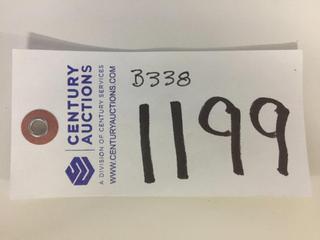 CENTURY
AUCTIONS
A DIVISION OF CENTURY SERVICES
WWW.CENTURYAUCTIONS.COM
B338
1199